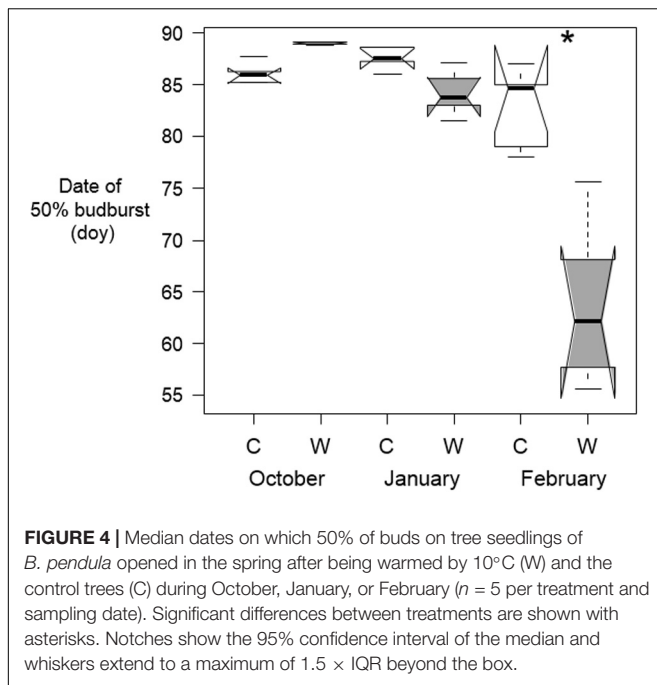 90
85
80
75
70
65
60
55
Date of
50% budburst
(doy)
*
C W C W C W
October January February
FIGURE 4 | Median dates on which 50% of buds on tree seedlings of
B. pendula opened in the spring after being warmed by 10°C (W) and the
control trees (C) during October, January, or February (n = 5 per treatment and
sampling date). Significant differences between treatments are shown with
asterisks. Notches show the 95% confidence interval of the median and
whiskers extend to a maximum of 1.5 × IQR beyond the box.